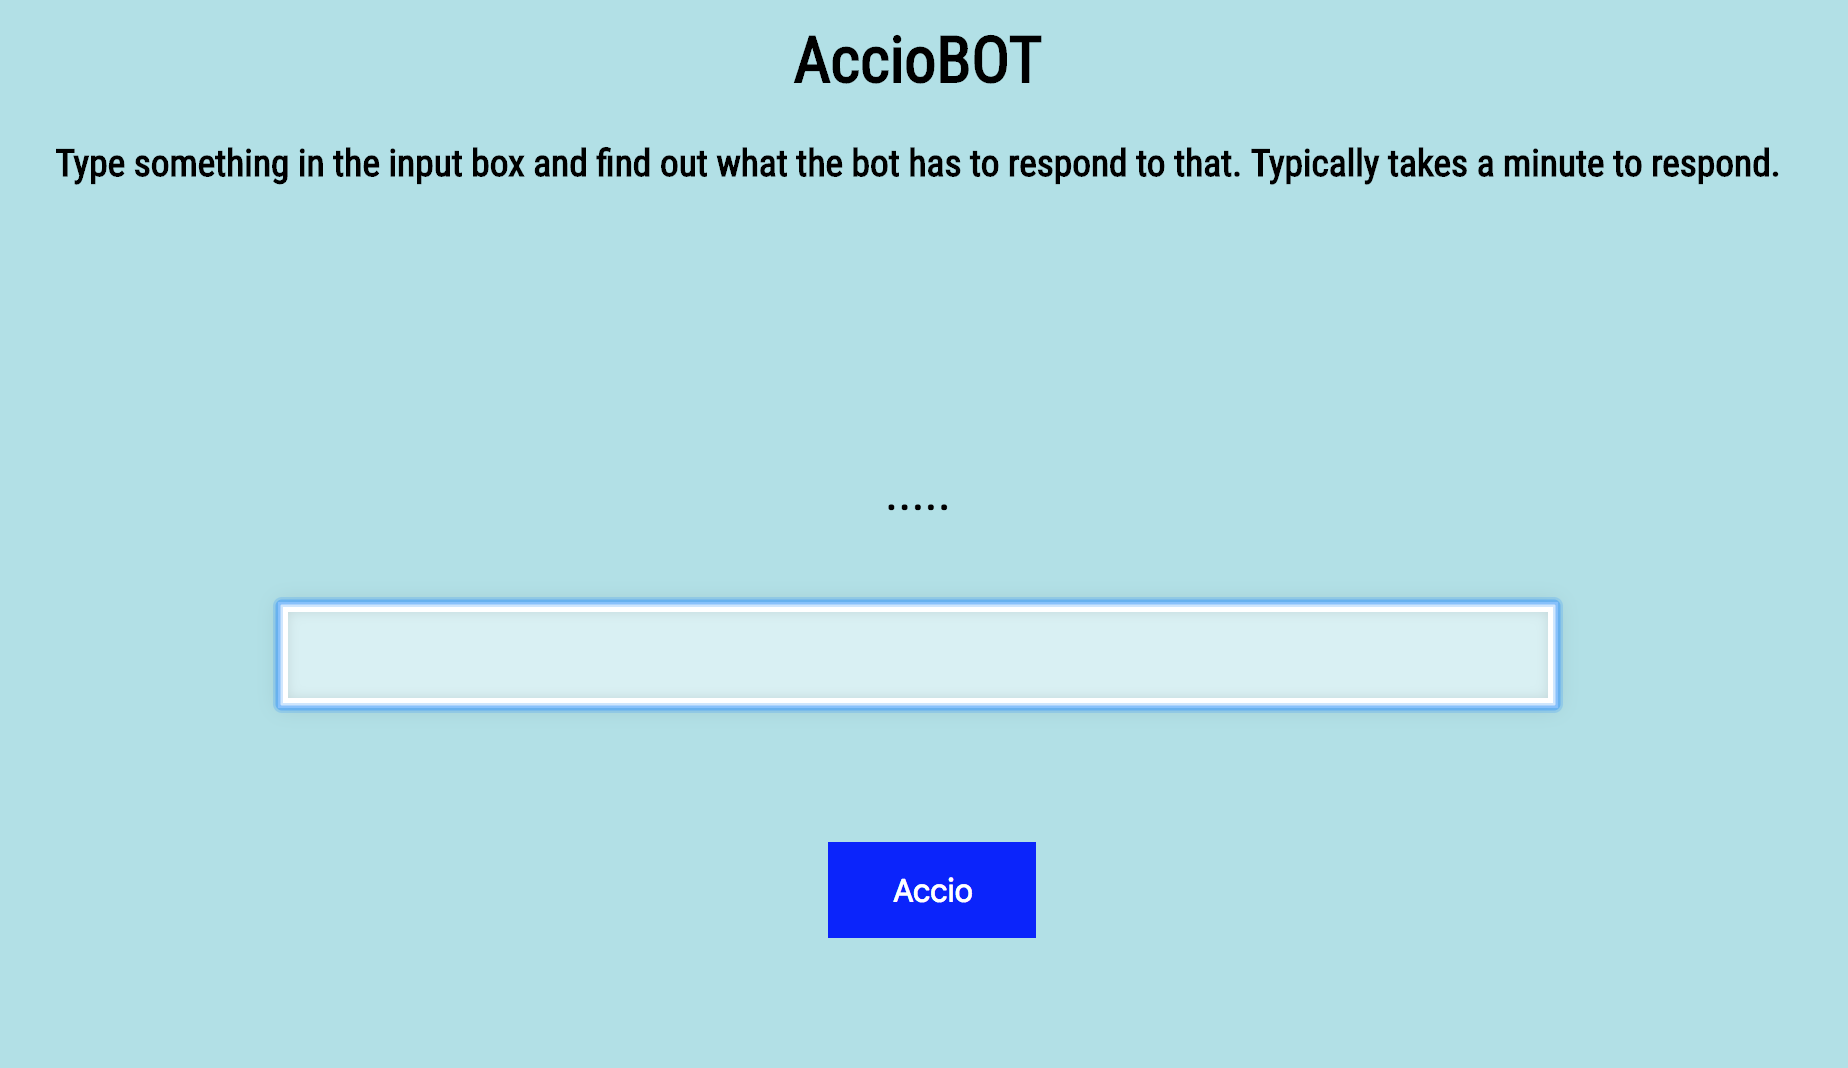 AccioBOT
Type something in the input box and find out what the bot has to respond to that. Typically takes a minute to respond.
.....
Accio